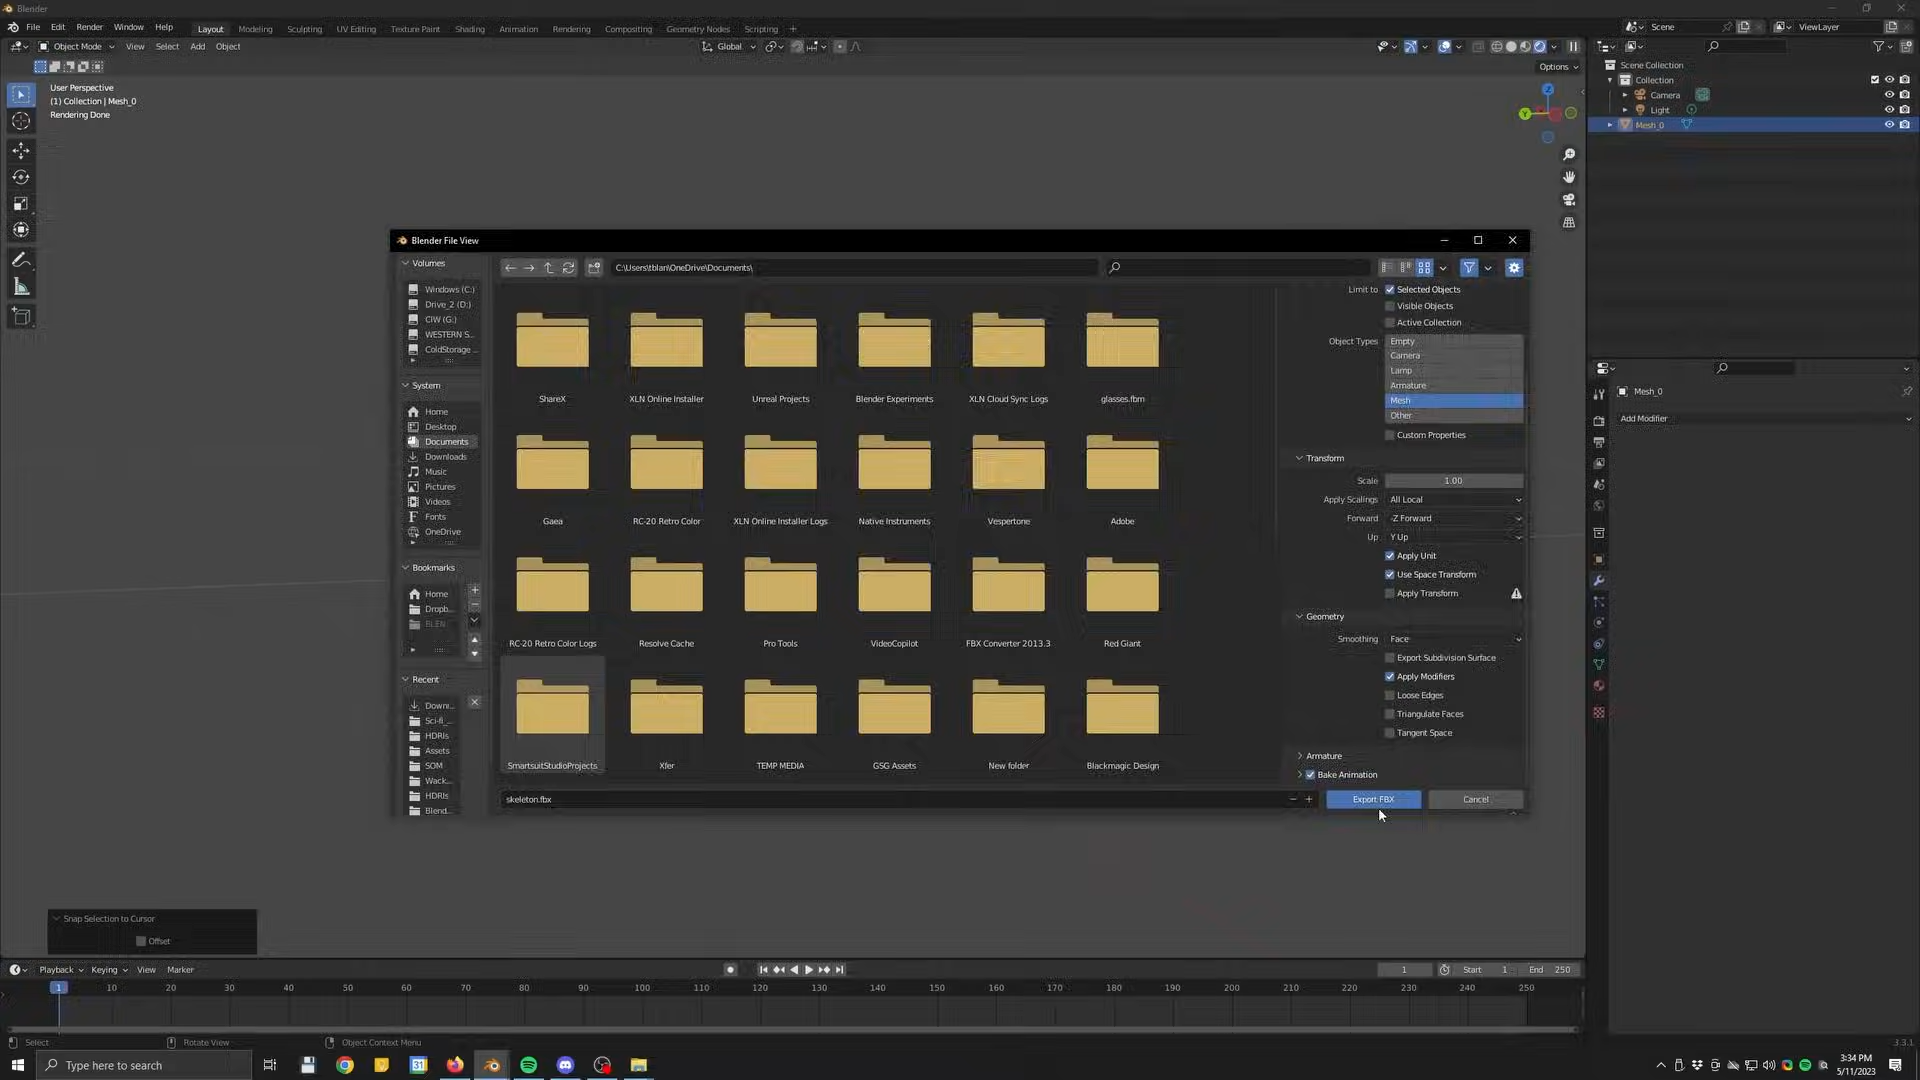 Blender
File Edit Render Window Help Layout Modeling Sculpting UV Editing Texture Paint Shading Animation Rendering Compositing Geometry Nodes Scripting + Scene ViewLayer
Object Mode View Select Add Object Global
Options
User Perspective
(1) Collection | Mesh_0
Rendering Done
Z
Y
Scene Collection
Collection
Camera
Light
Mesh_0
Mesh_0
Add Modifier
Blender File View
C:\Users\tblan\OneDrive\Documents\
Volumes
Windows (C:)
Drive_2 (D:)
CIW (G:)
WESTERN S...
ColdStorage ...
System
Home
Desktop
Documents
Downloads
Music
Pictures
Videos
Fonts
OneDrive
Bookmarks
Home
Dropb...
BLEN
Recent
Downl...
Sci-fi_...
HDRIs
Assets
SOM
Wack...
HDRIs
Blend...
ShareX XLN Online Installer Unreal Projects Blender Experiments XLN Cloud Sync Logs glasses.fbm
Gaea RC-20 Retro Color XLN Online Installer Logs Native Instruments Vespertone Adobe
RC-20 Retro Color Logs Resolve Cache Pro Tools VideoCopilot FBX Converter 2013.3 Red Giant
SmartsuitStudioProjects Xfer TEMP MEDIA GSG Assets New folder Blackmagic Design
Limit to Selected Objects
Visible Objects
Active Collection
Object Types Empty
Camera
Lamp
Armature
Mesh
Other
Custom Properties
Transform
Scale 1.00
Apply Scalings All Local
Forward -Z Forward
Up Y Up
Apply Unit
Use Space Transform
Apply Transform
Geometry
Smoothing Face
Export Subdivision Surface
Apply Modifiers
Loose Edges
Triangulate Faces
Tangent Space
Armature
Bake Animation
skeleton.fbx - + Export FBX Cancel
Snap Selection to Cursor
Offset
Playback Keying View Marker 1 Start 1 End 250
1 10 20 30 40 50 60 70 80 90 100 110 120 130 140 150 160 170 180 190 200 210 220 230 240 250
Select Rotate View Object Context Menu 3.3.1
Type here to search 31 3:34 PM
5/11/2023